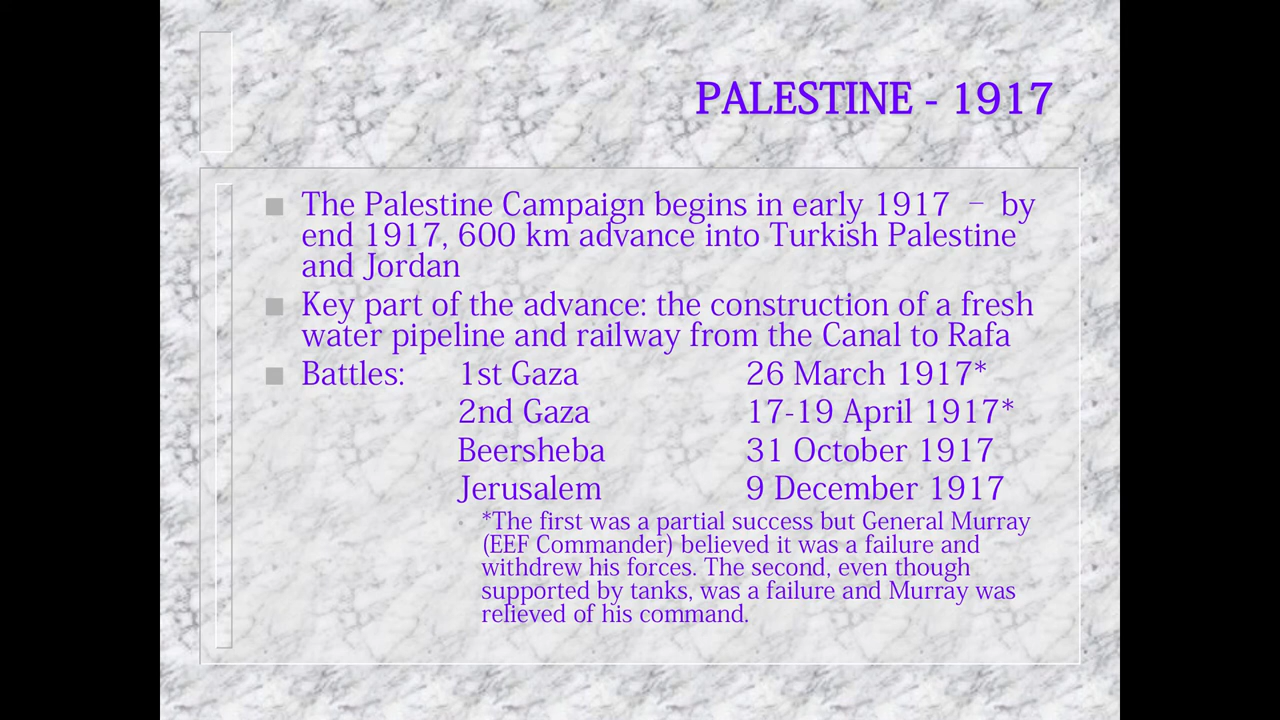 PALESTINE - 1917
The Palestine Campaign begins in early 1917 – by
end 1917, 600 km advance into Turkish Palestine
and Jordan
Key part of the advance: the construction of a fresh
water pipeline and railway from the Canal to Rafa
Battles: 1st Gaza 26 March 1917*
2nd Gaza 17-19 April 1917*
Beersheba 31 October 1917
Jerusalem 9 December 1917
*The first was a partial success but General Murray
(EEF Commander) believed it was a failure and
withdrew his forces. The second, even though
supported by tanks, was a failure and Murray was
relieved of his command.